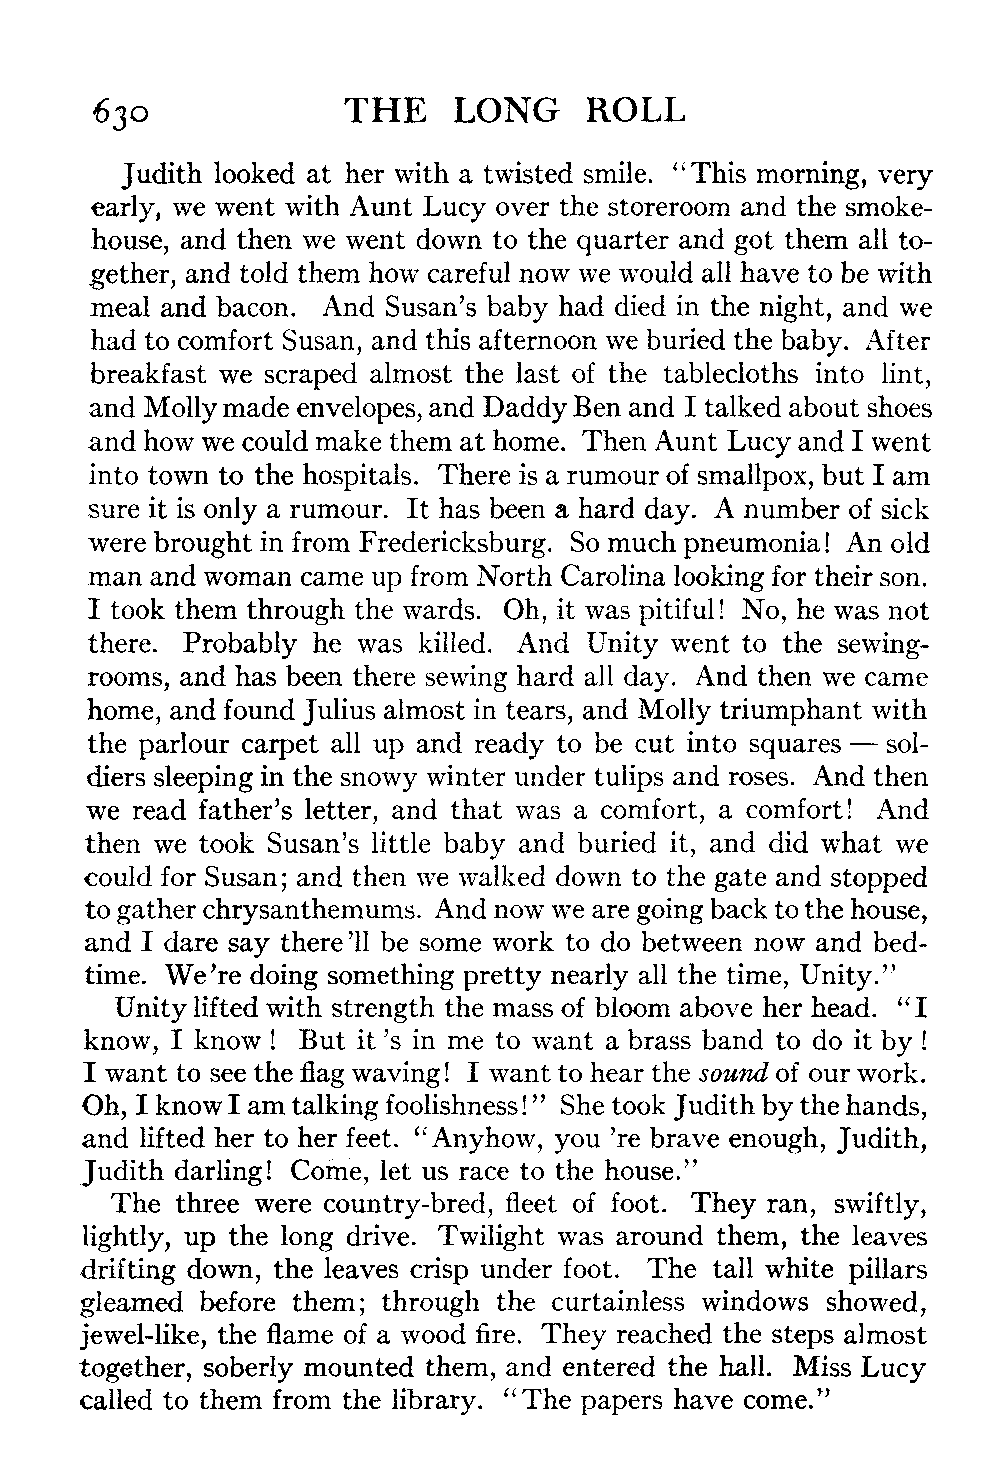 630 THE LONG ROLL
Judith looked at her with a twisted smile. "This morning, very
early, we went with Aunt Lucy over the storeroom and the smoke-
house, and then we went down to the quarter and got them all to-
gether, and told them how careful now we would all have to be with
meal and bacon. And Susan's baby had died in the night, and we
had to comfort Susan, and this afternoon we buried the baby. After
breakfast we scraped almost the last of the tablecloths into lint,
and Molly made envelopes, and Daddy Ben and I talked about shoes
and how we could make them at home. Then Aunt Lucy and I went
into town to the hospitals. There is a rumour of smallpox, but I am
sure it is only a rumour. It has been a hard day. A number of sick
were brought in from Fredericksburg. So much pneumonia! An old
man and woman came up from North Carolina looking for their son.
I took them through the wards. Oh, it was pitiful! No, he was not
there. Probably he was killed. And Unity went to the sewing-
rooms, and has been there sewing hard all day. And then we came
home, and found Julius almost in tears, and Molly triumphant with
the parlour carpet all up and ready to be cut into squares — sol-
diers sleeping in the snowy winter under tulips and roses. And then
we read father's letter, and that was a comfort, a comfort! And
then we took Susan's little baby and buried it, and did what we
could for Susan; and then we walked down to the gate and stopped
to gather chrysanthemums. And now we are going back to the house,
and I dare say there'll be some work to do between now and bed-
time. We're doing something pretty nearly all the time, Unity."
Unity lifted with strength the mass of bloom above her head. "I
know, I know! But it's in me to want a brass band to do it by!
I want to see the flag waving! I want to hear the sound of our work.
Oh, I know I am talking foolishness!" She took Judith by the hands,
and lifted her to her feet. "Anyhow, you 're brave enough, Judith,
Judith darling! Come, let us race to the house."
The three were country-bred, fleet of foot. They ran, swiftly,
lightly, up the long drive. Twilight was around them, the leaves
drifting down, the leaves crisp under foot. The tall white pillars
gleamed before them; through the curtainless windows showed,
jewel-like, the flame of a wood fire. They reached the steps almost
together, soberly mounted them, and entered the hall. Miss Lucy
called to them from the library. "The papers have come."